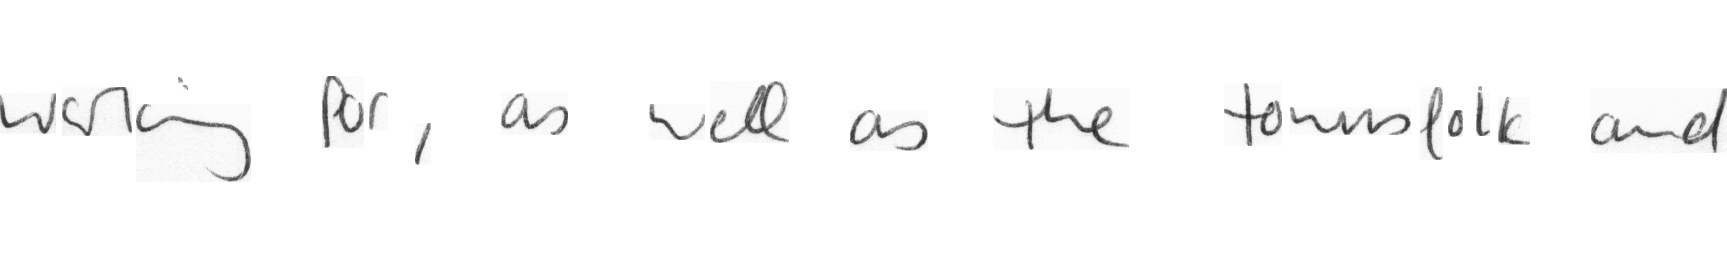 working for, as well as the townsfolk and